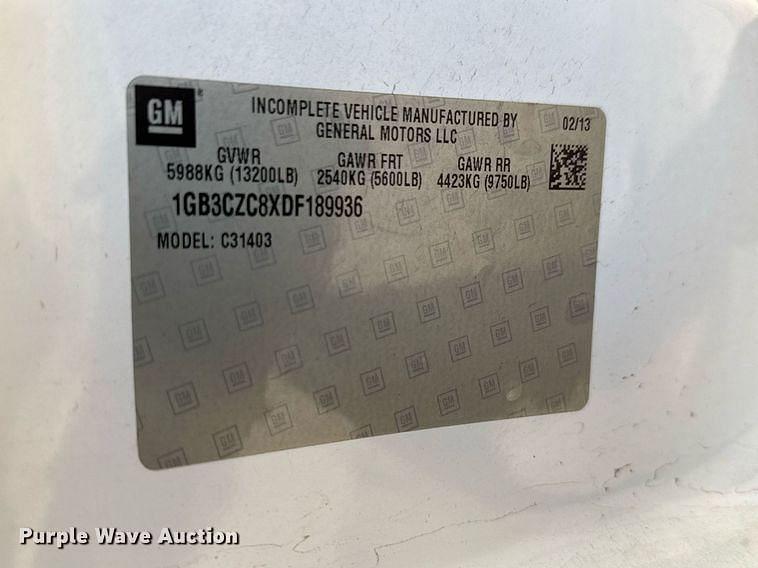 GM
INCOMPLETE VEHICLE MANUFACTURED BY
GENERAL MOTORS LLC
02/13
GVWR GAWR FRT GAWR RR
5988KG (13200LB) 2540KG (5600LB) 4423KG (9750LB)
1GB3CZC8XDF189936
MODEL: C31403
Purple Wave Auction